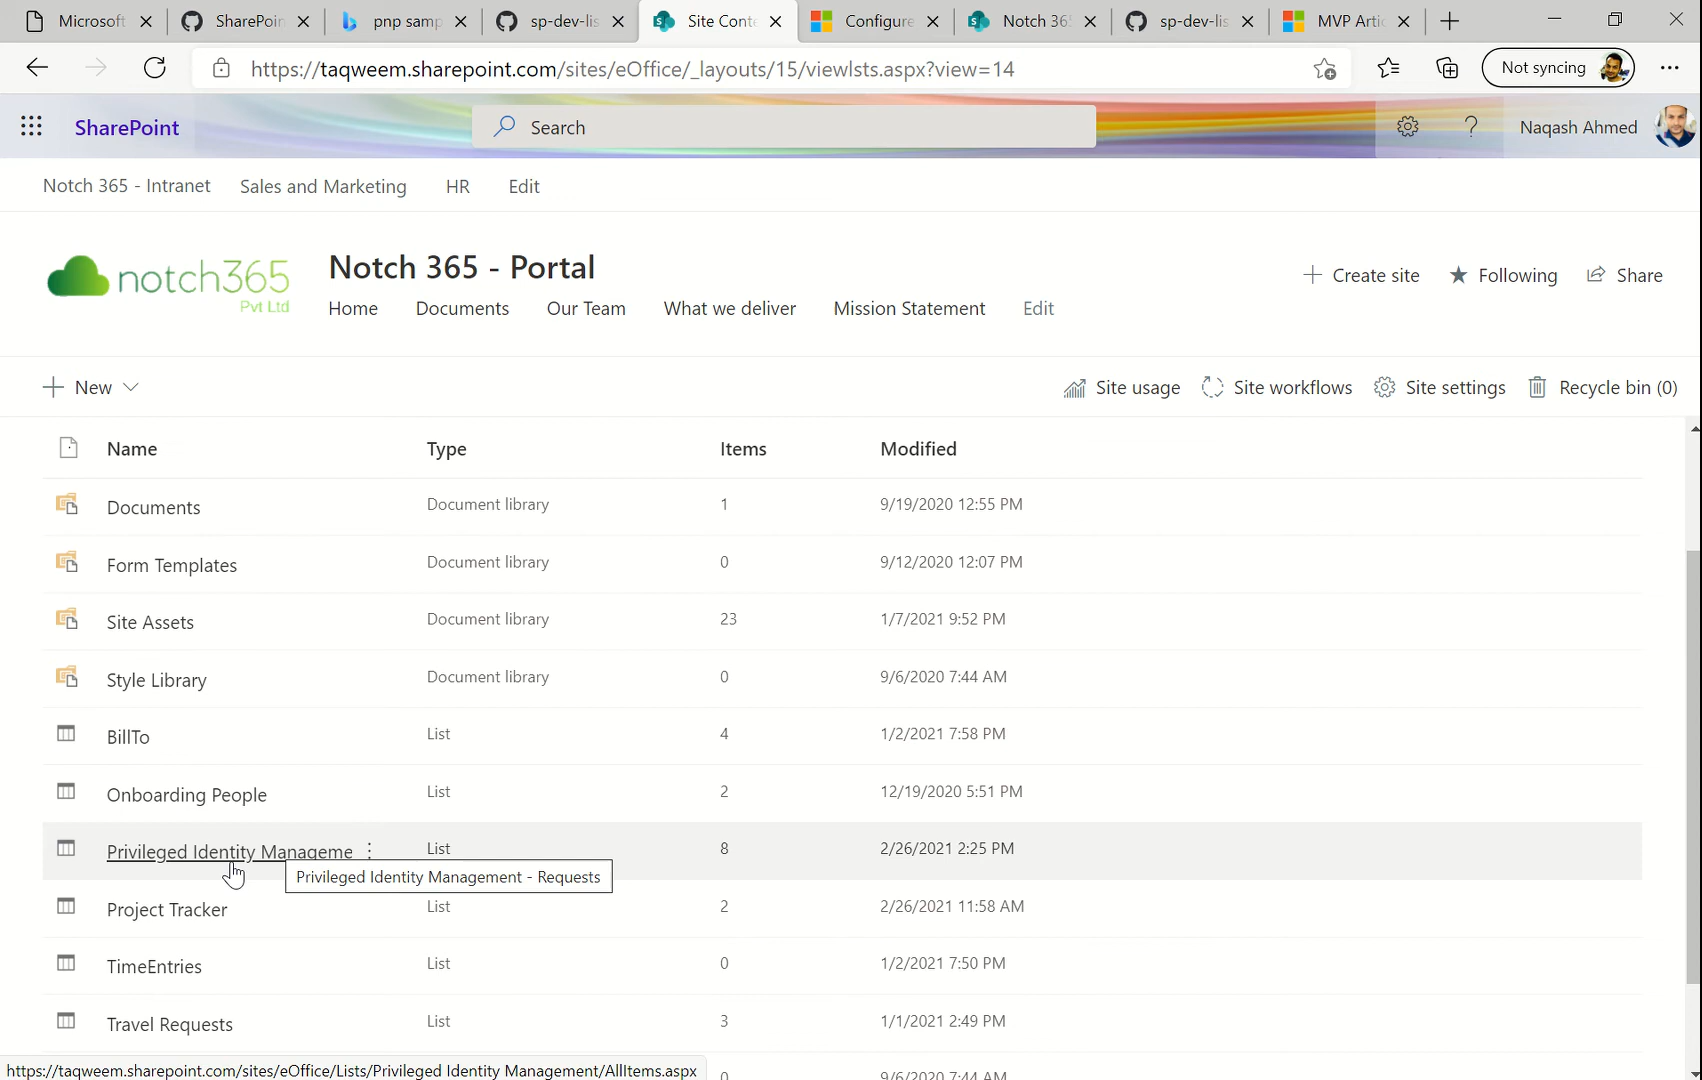 Microsoft
SharePoin
pnp samp
sp-dev-lis
Site Conte
Configure
Notch 365
sp-dev-lis
MVP Artic
https://taqweem.sharepoint.com/sites/eOffice/_layouts/15/viewlsts.aspx?view=14
Not syncing
SharePoint
Search
Naqash Ahmed
Notch 365 - Intranet
Sales and Marketing
HR
Edit
notch365
Pvt Ltd
Notch 365 - Portal
Create site
Following
Share
Home
Documents
Our Team
What we deliver
Mission Statement
Edit
New
Site usage
Site workflows
Site settings
Recycle bin (0)
Name Type Items Modified
Documents Document library 1 9/19/2020 12:55 PM
Form Templates Document library 0 9/12/2020 12:07 PM
Site Assets Document library 23 1/7/2021 9:52 PM
Style Library Document library 0 9/6/2020 7:44 AM
BillTo List 4 1/2/2021 7:58 PM
Onboarding People List 2 12/19/2020 5:51 PM
Privileged Identity Manageme List 8 2/26/2021 2:25 PM
Privileged Identity Management - Requests
Project Tracker List 2 2/26/2021 11:58 AM
TimeEntries List 0 1/2/2021 7:50 PM
Travel Requests List 3 1/1/2021 2:49 PM
https://taqweem.sharepoint.com/sites/eOffice/Lists/Privileged Identity Management/AllItems.aspx
0 9/6/2020 7:44 AM